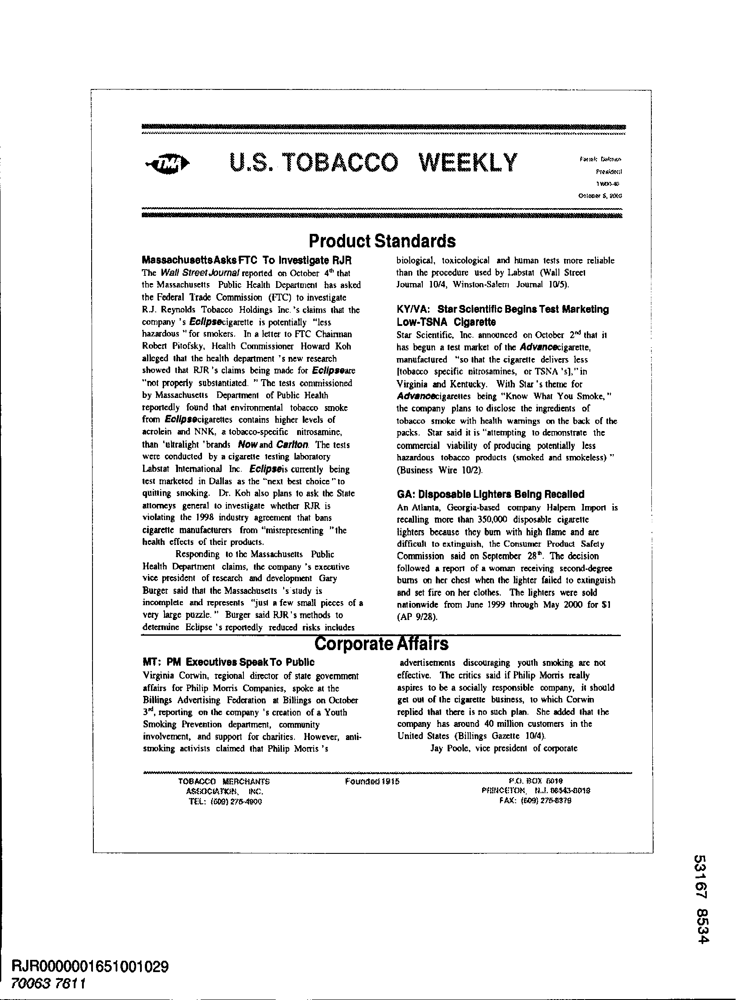 TMA
U.S. TOBACCO WEEKLY
Farrell Delman
President
TW00-40
October 5, 2000
Product Standards
Massachusetts Asks FTC To Investigate RJR
The Wall Street Journal reported on October 4th that
the Massachusetts Public Health Department has asked
the Federal Trade Commission (FTC) to investigate
R.J. Reynolds Tobacco Holdings Inc.'s claims that the
company 's Eclipse cigarette is potentially "less
hazardous " for smokers. In a letter to FTC Chairman
Robert Pitofsky, Health Commissioner Howard Koh
alleged that the health department 's new research
showed that RJR 's claims being made for Eclipse are
"not properly substantiated. " The tests commissioned
by Massachusetts Department of Public Health
reportedly found that environmental tobacco smoke
from Eclipse cigarettes contains higher levels of
acrolein and NNK, a tobacco-specific nitrosamine,
than 'ultralight 'brands Now and Carlton. The tests
were conducted by a cigarette testing laboratory
Labstat International Inc. Eclipse is currently being
test marketed in Dallas as the "next best choice" to
quitting smoking. Dr. Koh also plans to ask the State
attorneys general to investigate whether RJR is
violating the 1998 industry agreement that bans
cigarette manufacturers from "misrepresenting "the
health effects of their products.
Responding to the Massachusetts Public
Health Department claims, the company 's executive
vice president of research and development Gary
Burger said that the Massachusetts 's study is
incomplete and represents "just a few small pieces of a
very large puzzle. " Burger said RJR's methods to
determine Eclipse 's reportedly reduced risks includes
biological, toxicological and human tests more reliable
than the procedure used by Labstat (Wall Street
Journal 10/4, Winston-Salem Journal 10/5).
KY/VA: Star Scientific Begins Test Marketing
Low-TSNA Cigarette
Star Scientific, Inc. announced on October 2nd that it
has begun a test market of the Advance cigarette,
manufactured "so that the cigarette delivers less
[tobacco specific nitrosamines, or TSNA 's]," in
Virginia and Kentucky. With Star 's theme for
Advance cigarettes being "Know What You Smoke, "
the company plans to disclose the ingredients of
tobacco smoke with health warnings on the back of the
packs. Star said it is "attempting to demonstrate the
commercial viability of producing potentially less
hazardous tobacco products (smoked and smokeless) "
(Business Wire 10/2).
GA: Disposable Lighters Being Recalled
An Atlanta, Georgia-based company Halpern Import is
recalling more than 350,000 disposable cigarette
lighters because they burn with high flame and are
difficult to extinguish, the Consumer Product Safety
Commission said on September 28th. The decision
followed a report of a woman receiving second-degree
burns on her chest when the lighter failed to extinguish
and set fire on her clothes. The lighters were sold
nationwide from June 1999 through May 2000 for $1
(AP 9/28).
Corporate Affairs
MT: PM Executives Speak To Public
Virginia Corwin, regional director of state government
affairs for Philip Morris Companies, spoke at the
Billings Advertising Federation at Billings on October
3rd, reporting on the company 's creation of a Youth
Smoking Prevention department, community
involvement, and support for charities. However, anti-
smoking activists claimed that Philip Morris 's
advertisements discouraging youth smoking are not
effective. The critics said if Philip Morris really
aspires to be a socially responsible company, it should
get out of the cigarette business, to which Corwin
replied that there is no such plan. She added that the
company has around 40 million customers in the
United States (Billings Gazette 10/4).
Jay Poole, vice president of corporate
TOBACCO MERCHANTS
ASSOCIATION, INC.
TEL: (609) 275-4900
Founded 1915
P.O. BOX 8019
PRINCETON, N.J. 08543-8019
FAX: (609) 275-8379
53167 8534
RJR0000001651001029
70063 7811